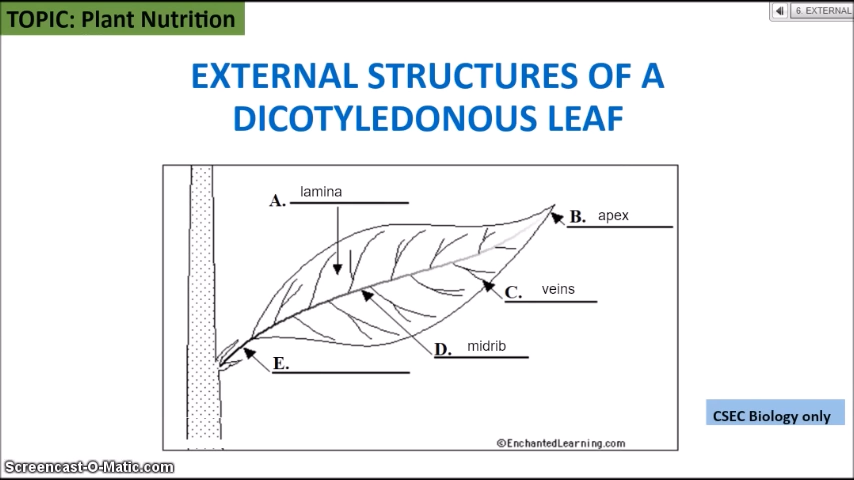 TOPIC: Plant Nutrition
6. EXTERNAL
EXTERNAL STRUCTURES OF A
DICOTYLEDONOUS LEAF
A. lamina
B. apex
C. veins
D. midrib
E.
CSEC Biology only
©EnchantedLearning.com
Screencast-O-Matic.com